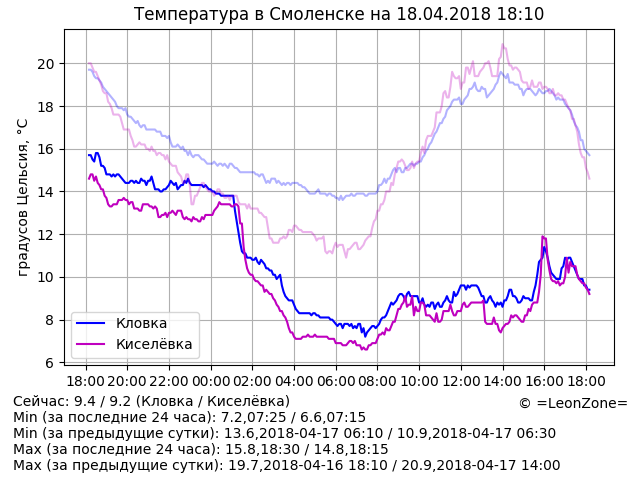 Температура в Смоленске на 18.04.2018 18:10
градусов Цельсия, °C
20
18
16
14
12
10
8
6
Кловка
Киселёвка
18:00 20:00 22:00 00:00 02:00 04:00 06:00 08:00 10:00 12:00 14:00 16:00 18:00
Сейчас: 9.4 / 9.2 (Кловка / Киселёвка)
© =LeonZone=
Min (за последние 24 часа): 7.2,07:25 / 6.6,07:15
Min (за предыдущие сутки): 13.6,2018-04-17 06:10 / 10.9,2018-04-17 06:30
Max (за последние 24 часа): 15.8,18:30 / 14.8,18:15
Max (за предыдущие сутки): 19.7,2018-04-16 18:10 / 20.9,2018-04-17 14:00